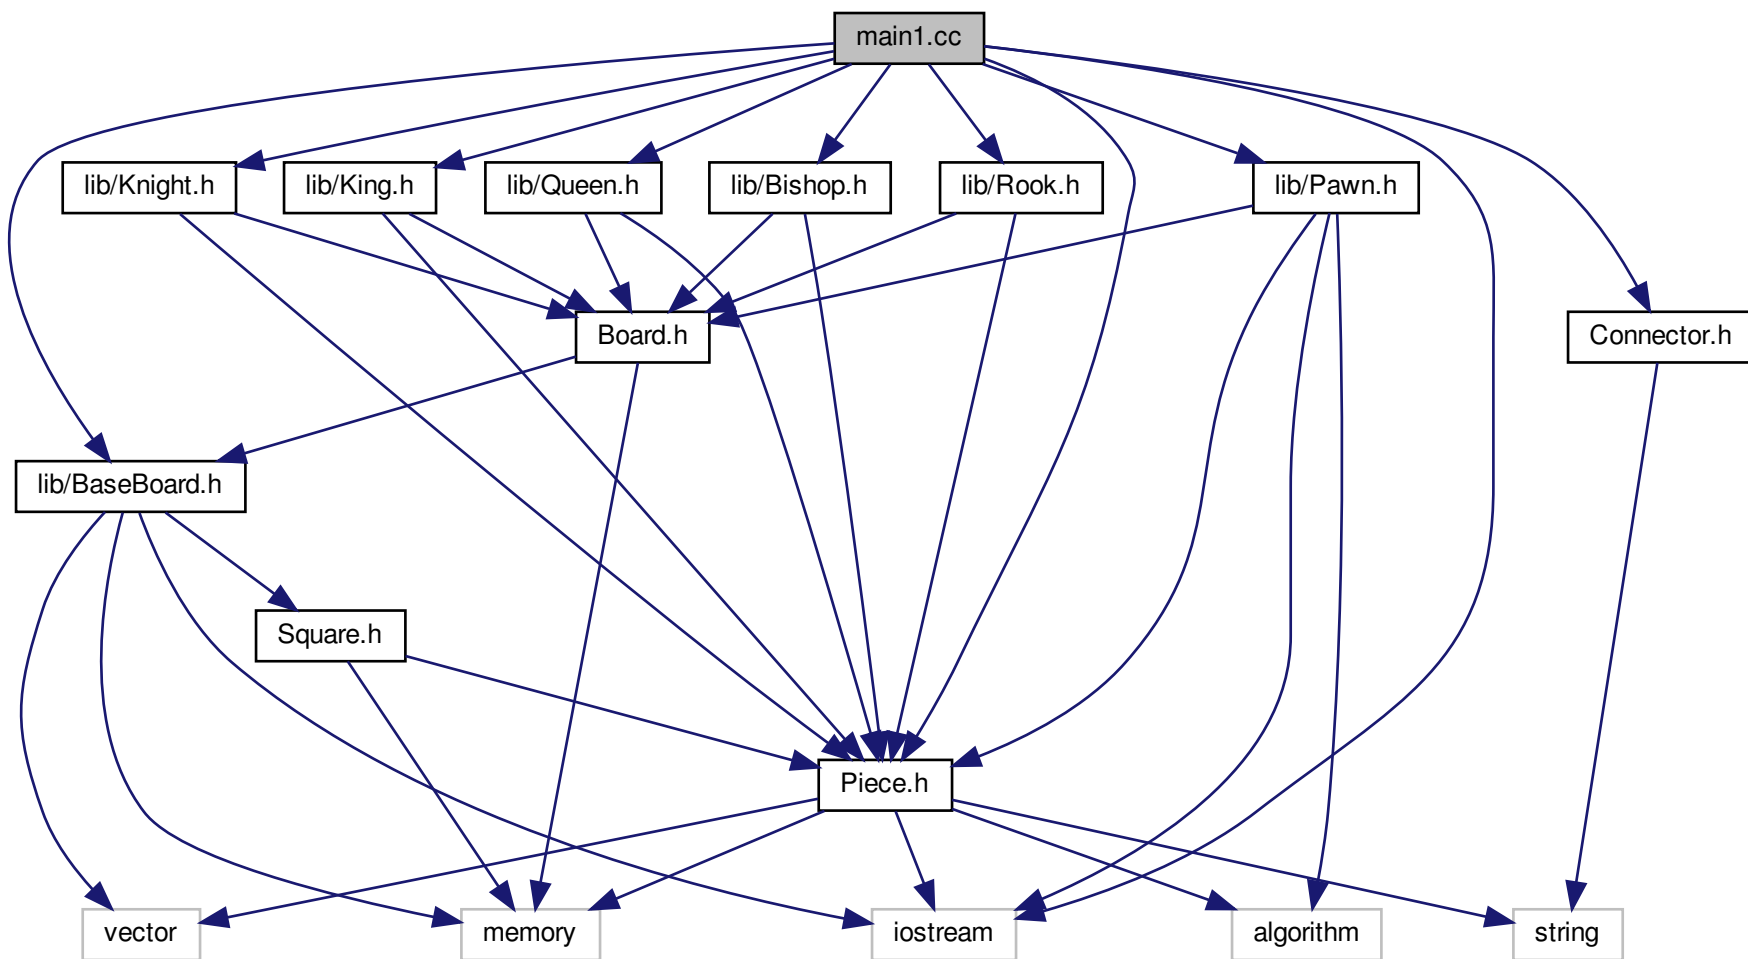 main1.cc
lib/Knight.h
lib/King.h
lib/Queen.h
lib/Bishop.h
lib/Rook.h
lib/Pawn.h
Board.h
Connector.h
lib/BaseBoard.h
Square.h
Piece.h
vector
memory
iostream
algorithm
string